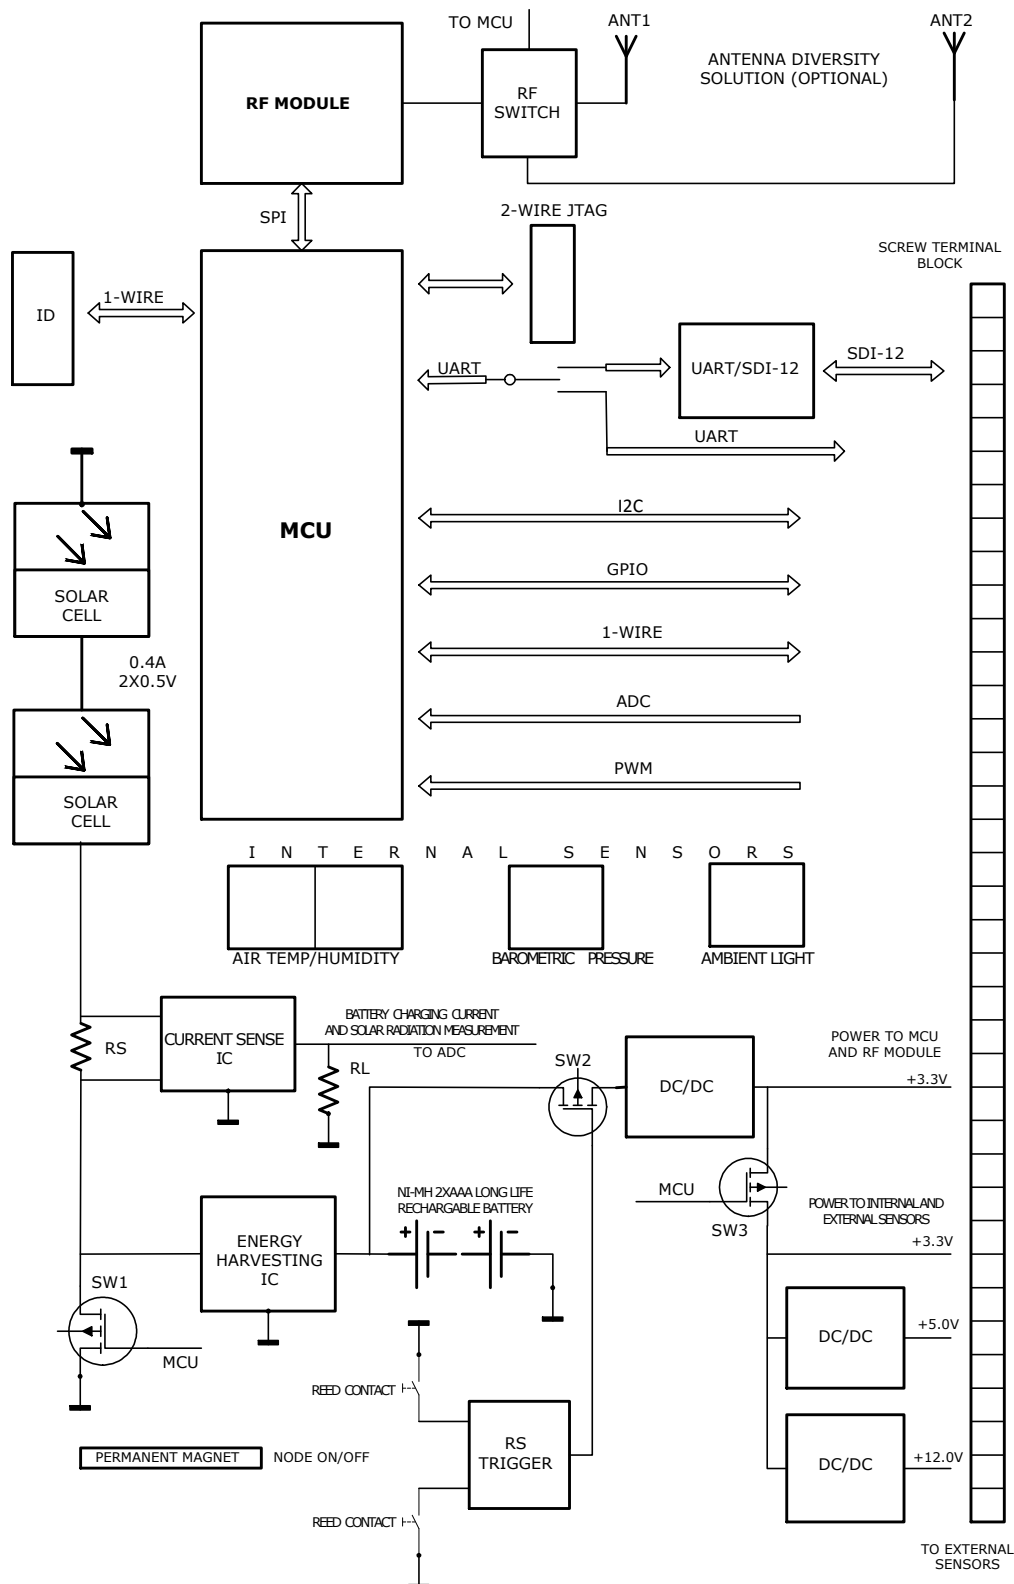 TO MCU
ANT1
ANT2
ANTENNA DIVERSITY
SOLUTION (OPTIONAL)
RF MODULE
RF
SWITCH
SPI
2-WIRE JTAG
SCREW TERMINAL
BLOCK
ID
1-WIRE
UART
UART/SDI-12
SDI-12
UART
MCU
I2C
GPIO
1-WIRE
ADC
PWM
SOLAR
CELL
0.4A
2X0.5V
SOLAR
CELL
I N T E R N A L S E N S O R S
AIR TEMP/HUMIDITY
BAROMETRIC PRESSURE
AMBIENT LIGHT
RS
CURRENT SENSE
IC
BATTERY CHARGING CURRENT
AND SOLAR RADIATION MEASUREMENT
TO ADC
RL
SW2
DC/DC
POWER TO MCU
AND RF MODULE
+3.3V
MCU
SW3
POWER TO INTERNAL AND
EXTERNAL SENSORS
+3.3V
NI-MH 2XAAA LONG LIFE
RECHARGABLE BATTERY
+ - + -
ENERGY
HARVESTING
IC
SW1
MCU
DC/DC
+5.0V
REED CONTACT
RS
TRIGGER
DC/DC
+12.0V
PERMANENT MAGNET
NODE ON/OFF
REED CONTACT
TO EXTERNAL
SENSORS